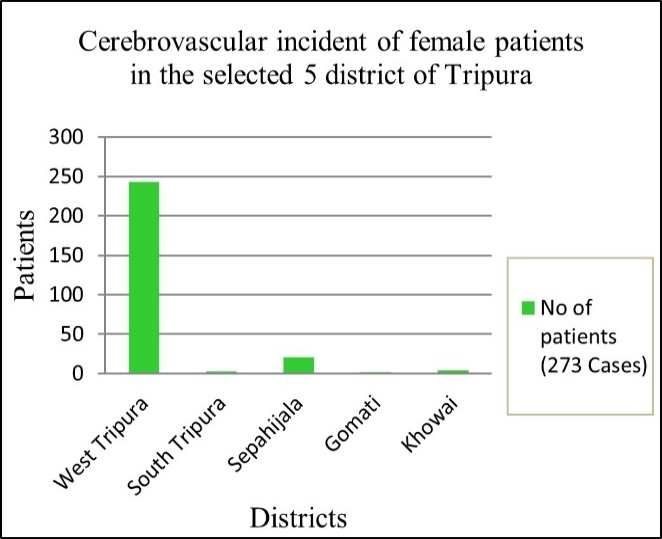 Cerebrovascular incident of female patients
in the selected 5 district of Tripura
300
250
200
150
100
50
0
Patients
West Tripura
South Tripura
Sepahijala
Gomati
Khowai
Districts
No of
patients
(273 Cases)